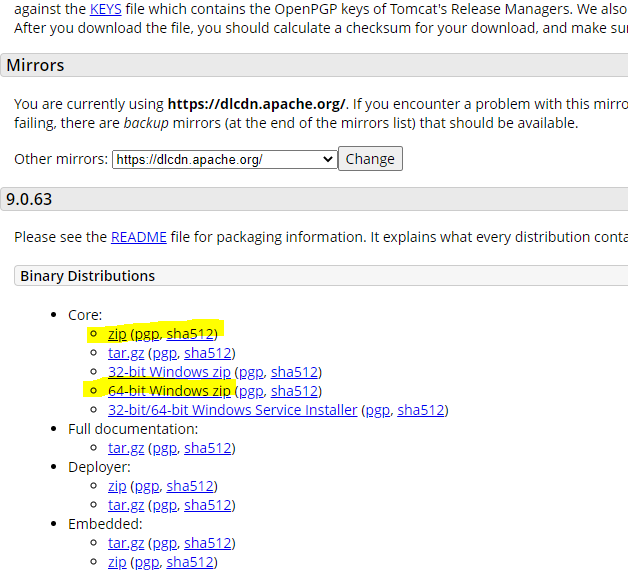 against the KEYS file which contains the OpenPGP keys of Tomcat's Release Managers. We also
After you download the file, you should calculate a checksum for your download, and make su
Mirrors
You are currently using https://dlcdn.apache.org/. If you encounter a problem with this mirro
failing, there are backup mirrors (at the end of the mirrors list) that should be available.
Other mirrors: https://dlcdn.apache.org/ Change
9.0.63
Please see the README file for packaging information. It explains what every distribution conta
Binary Distributions
Core:
zip (pgp, sha512)
tar.gz (pgp, sha512)
32-bit Windows zip (pgp, sha512)
64-bit Windows zip (pgp, sha512)
32-bit/64-bit Windows Service Installer (pgp, sha512)
Full documentation:
tar.gz (pgp, sha512)
Deployer:
zip (pgp, sha512)
tar.gz (pgp, sha512)
Embedded:
tar.gz (pgp, sha512)
zip (pgp, sha512)